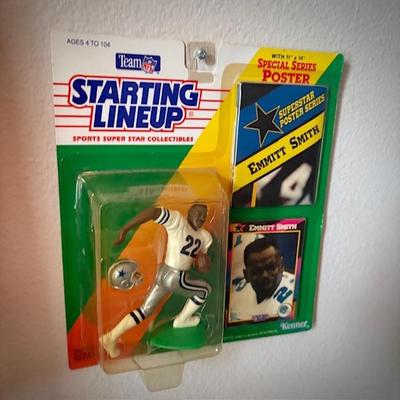 AGES 4 TO 104
Team NFL
STARTING
LINEUP®
SPORTS SUPER STAR COLLECTIBLES
WITH 11" x 14"
SPECIAL SERIES
POSTER
SUPERSTAR
POSTER SERIES
EMMITT SMITH
22
EMMITT SMITH
22
Kenner